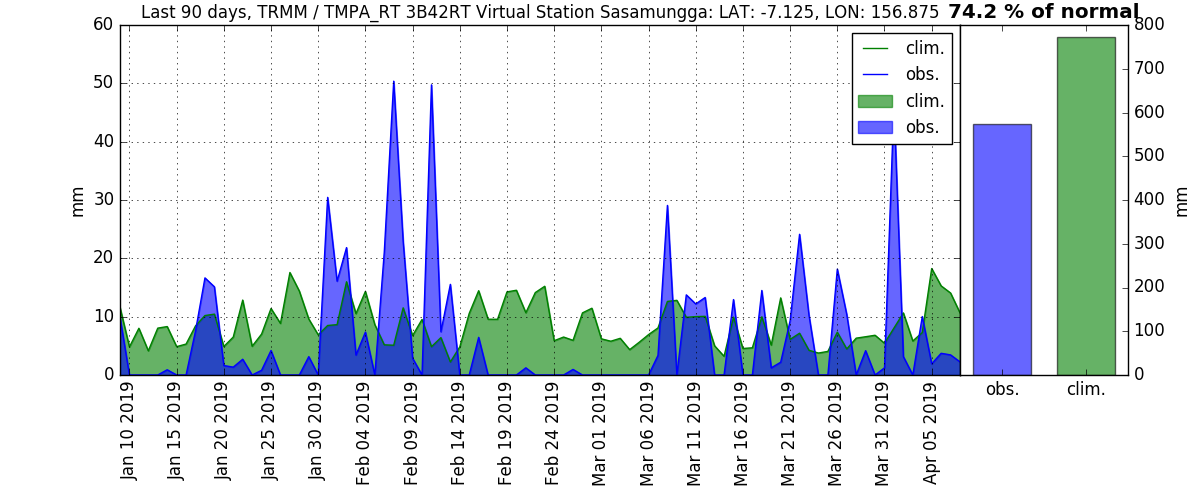 Last 90 days, TRMM / TMPA_RT 3B42RT Virtual Station Sasamungga: LAT: -7.125, LON: 156.875 74.2 % of normal
60
50
40
30
20
10
0
mm
clim.
obs.
clim.
obs.
800
700
600
500
400
300
200
100
0
mm
Jan 10 2019
Jan 15 2019
Jan 20 2019
Jan 25 2019
Jan 30 2019
Feb 04 2019
Feb 09 2019
Feb 14 2019
Feb 19 2019
Feb 24 2019
Mar 01 2019
Mar 06 2019
Mar 11 2019
Mar 16 2019
Mar 21 2019
Mar 26 2019
Mar 31 2019
Apr 05 2019
obs.
clim.